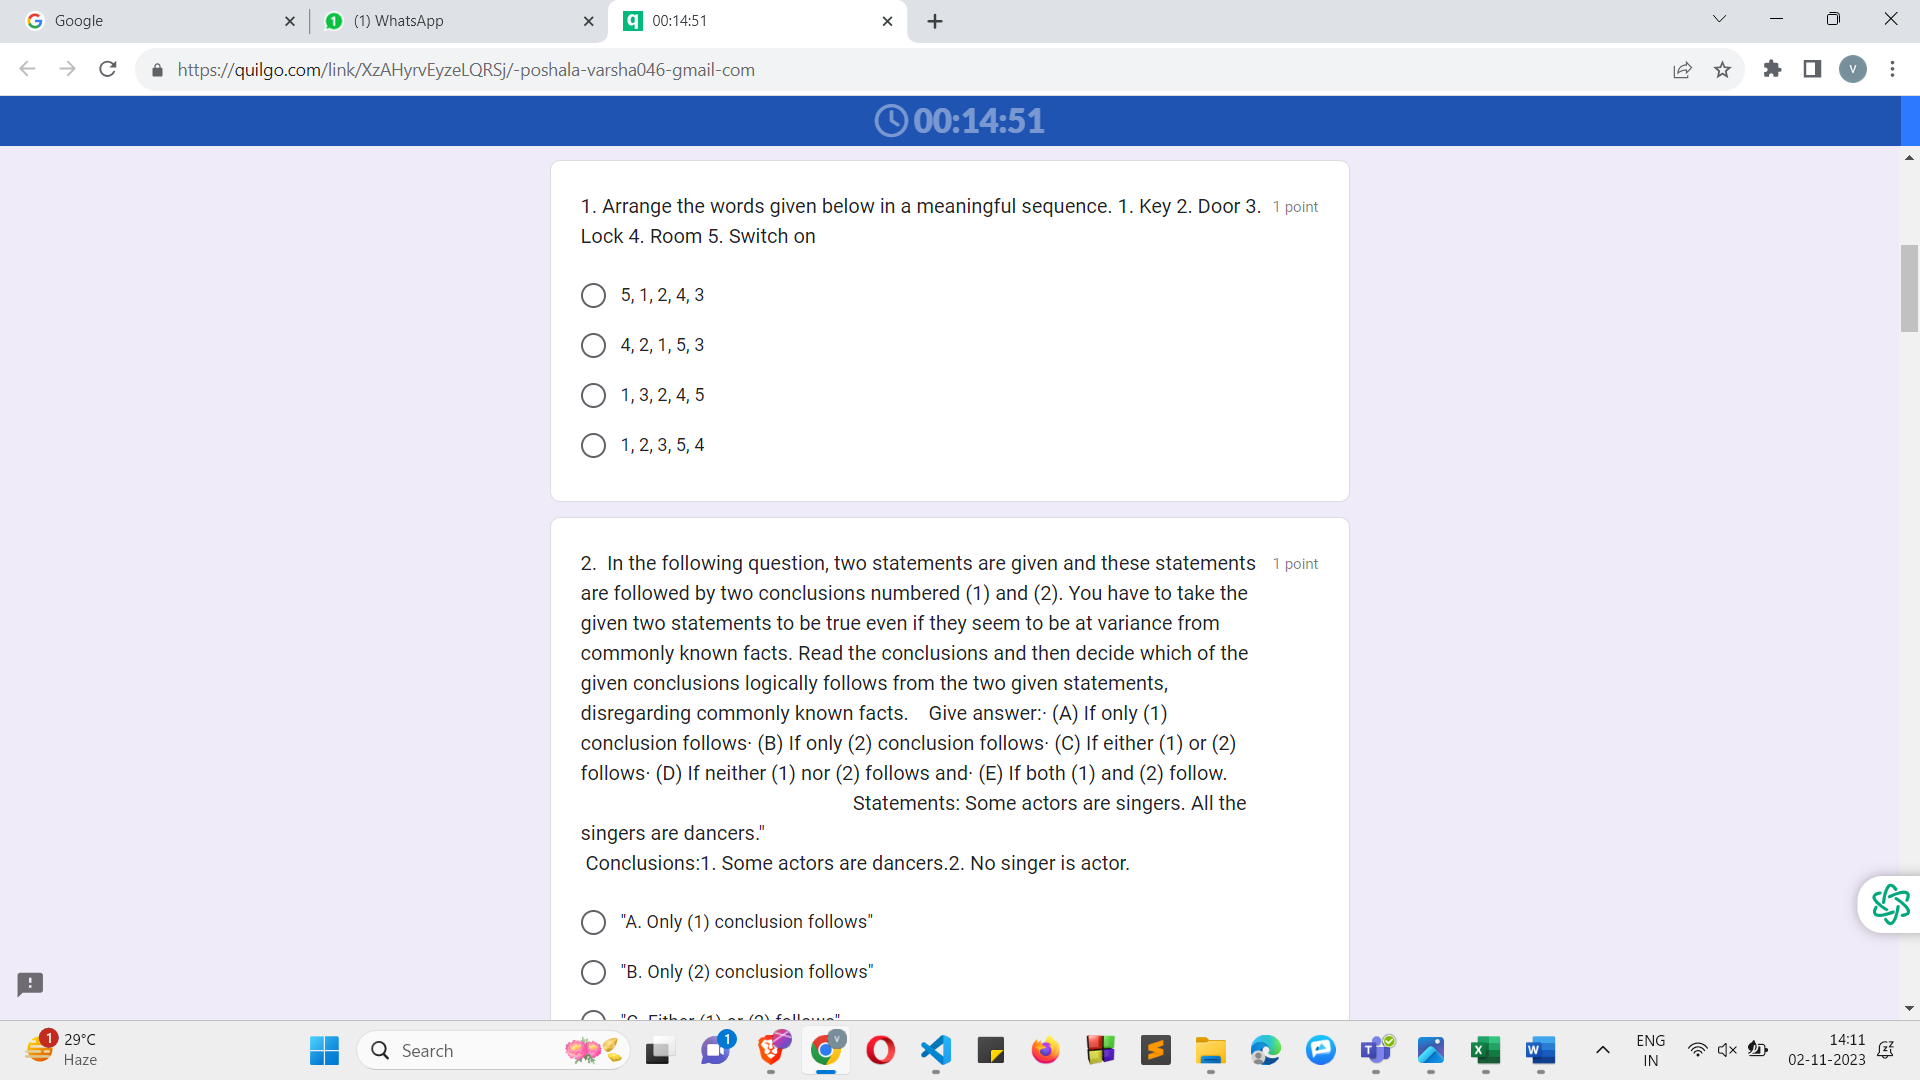 Google
(1) WhatsApp
00:14:51
https://quilgo.com/link/XzAHyrvEyzeLQRSj/-poshala-varsha046-gmail-com
V
00:14:51
1. Arrange the words given below in a meaningful sequence. 1. Key 2. Door 3. 1 point
Lock 4. Room 5. Switch on
5, 1, 2, 4, 3
4, 2, 1, 5, 3
1, 3, 2, 4, 5
1, 2, 3, 5, 4
2.  In the following question, two statements are given and these statements 1 point
are followed by two conclusions numbered (1) and (2). You have to take the
given two statements to be true even if they seem to be at variance from
commonly known facts. Read the conclusions and then decide which of the
given conclusions logically follows from the two given statements,
disregarding commonly known facts.    Give answer:· (A) If only (1)
conclusion follows· (B) If only (2) conclusion follows· (C) If either (1) or (2)
follows· (D) If neither (1) nor (2) follows and· (E) If both (1) and (2) follow.
Statements: Some actors are singers. All the
singers are dancers."
Conclusions:1. Some actors are dancers.2. No singer is actor.
"A. Only (1) conclusion follows"
"B. Only (2) conclusion follows"
"C. Either (1) or (2) follows"
1
29°C
Haze
Search
1
ENG
IN
14:11
02-11-2023